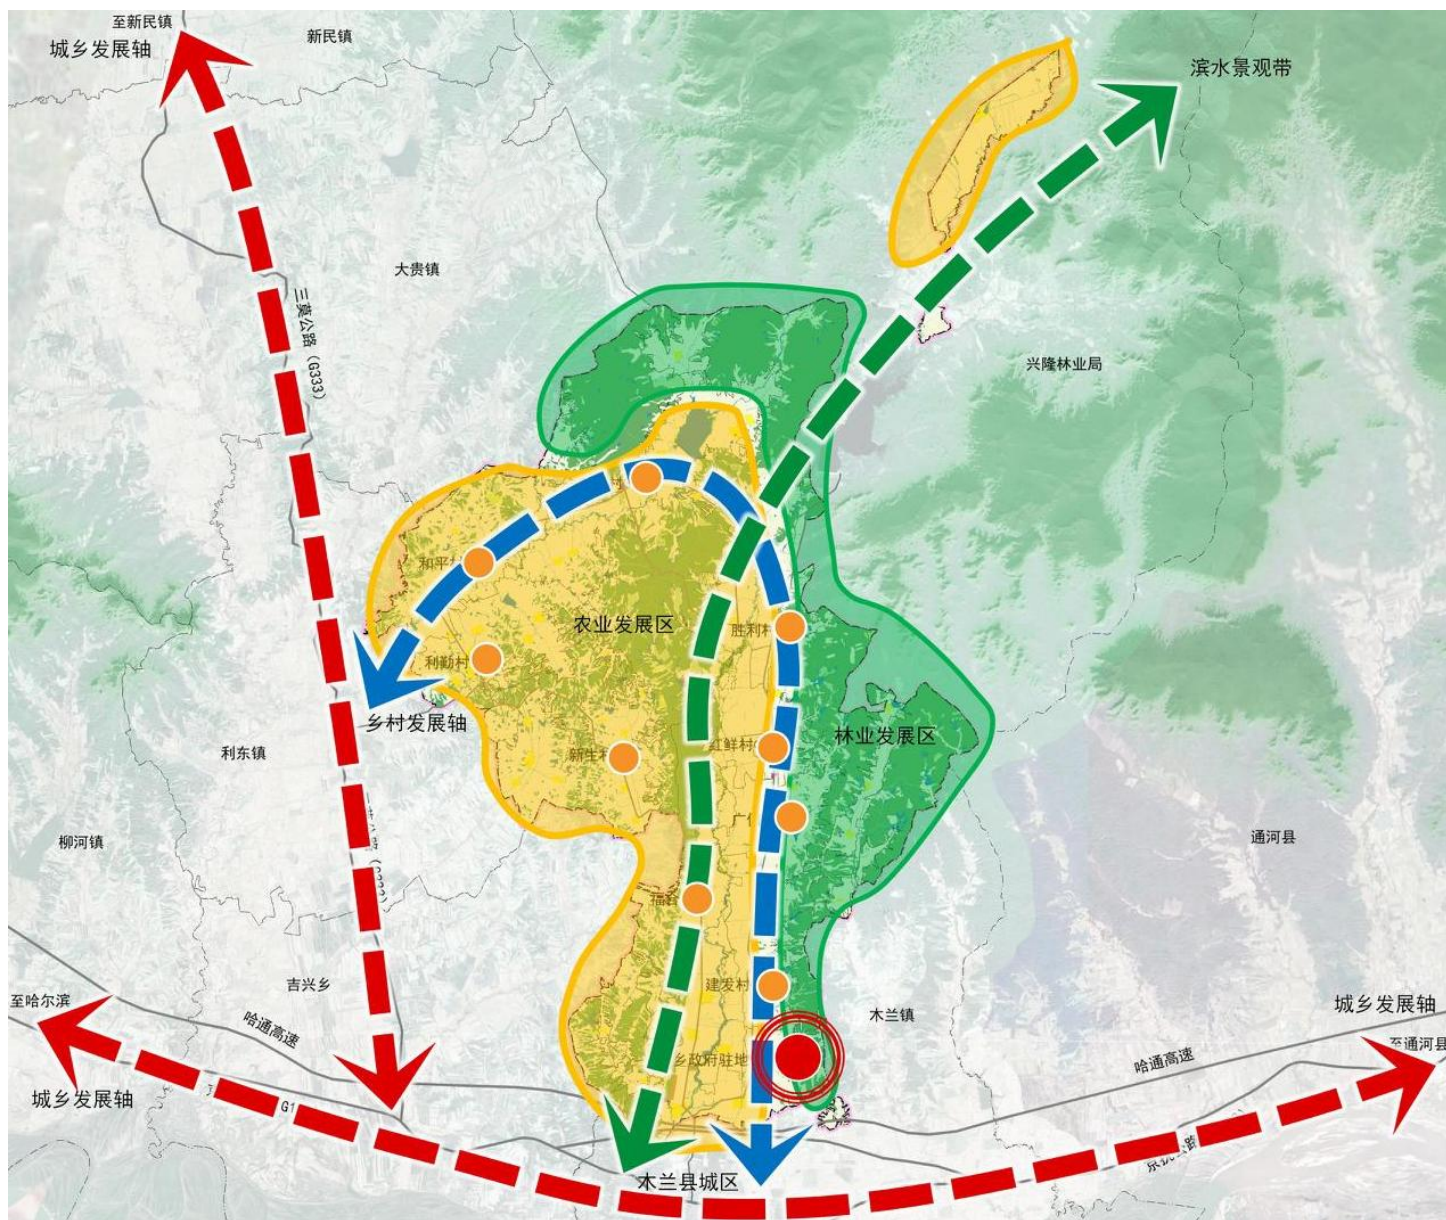 至新民镇
新民镇
城乡发展轴
滨水景观带
大贵镇
三莫公路（G333）
兴隆林业局
和平
农业发展区
胜利村
利勤村
乡村发展轴
红鲜村
林业发展区
利东镇
新生村
柳河镇
通河县
福
建发村
吉兴乡
至哈尔滨
木兰镇
城乡发展轴
哈通高速
至通河县
乡政府驻地
哈通高速
城乡发展轴
G1
木兰县城区